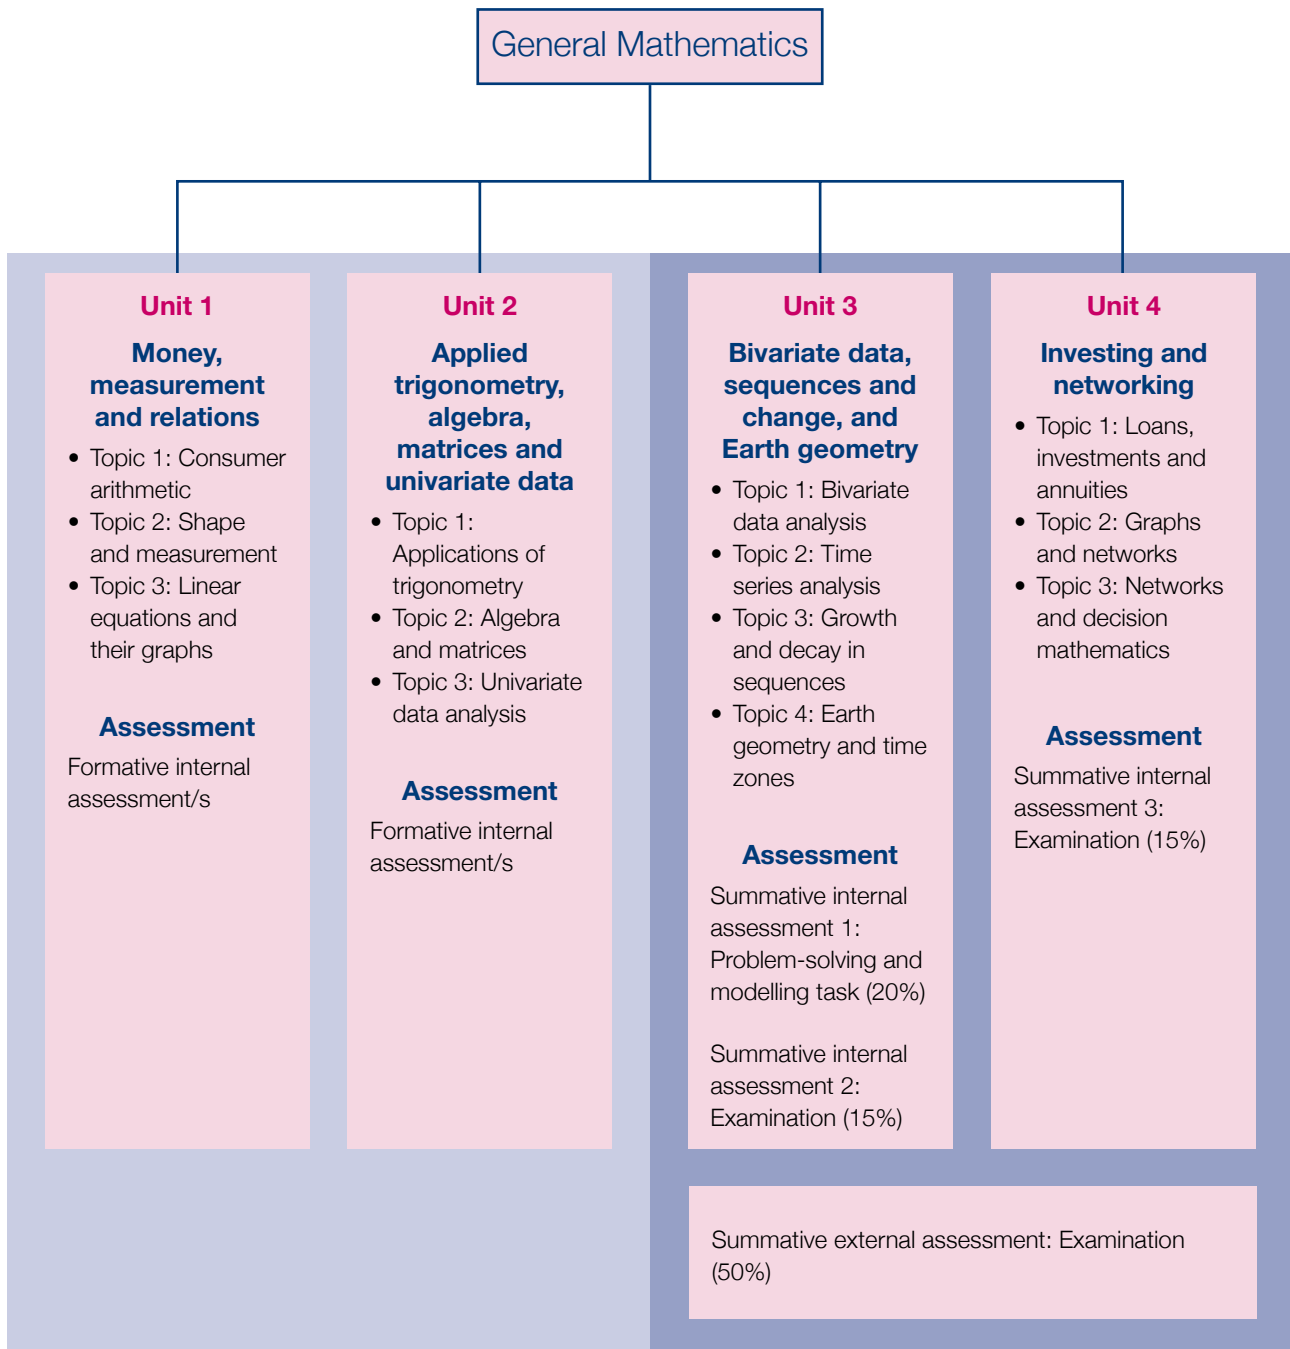 General Mathematics
Unit 1
Money,
measurement
and relations
• Topic 1: Consumer
arithmetic
• Topic 2: Shape
and measurement
• Topic 3: Linear
equations and
their graphs
Assessment
Formative internal
assessment/s
Unit 2
Applied
trigonometry,
algebra,
matrices and
univariate data
• Topic 1:
Applications of
trigonometry
• Topic 2: Algebra
and matrices
• Topic 3: Univariate
data analysis
Assessment
Formative internal
assessment/s
Unit 3
Bivariate data,
sequences and
change, and
Earth geometry
• Topic 1: Bivariate
data analysis
• Topic 2: Time
series analysis
• Topic 3: Growth
and decay in
sequences
• Topic 4: Earth
geometry and time
zones
Assessment
Summative internal
assessment 1:
Problem-solving and
modelling task (20%)
Summative internal
assessment 2:
Examination (15%)
Unit 4
Investing and
networking
• Topic 1: Loans,
investments and
annuities
• Topic 2: Graphs
and networks
• Topic 3: Networks
and decision
mathematics
Assessment
Summative internal
assessment 3:
Examination (15%)
Summative external assessment: Examination
(50%)